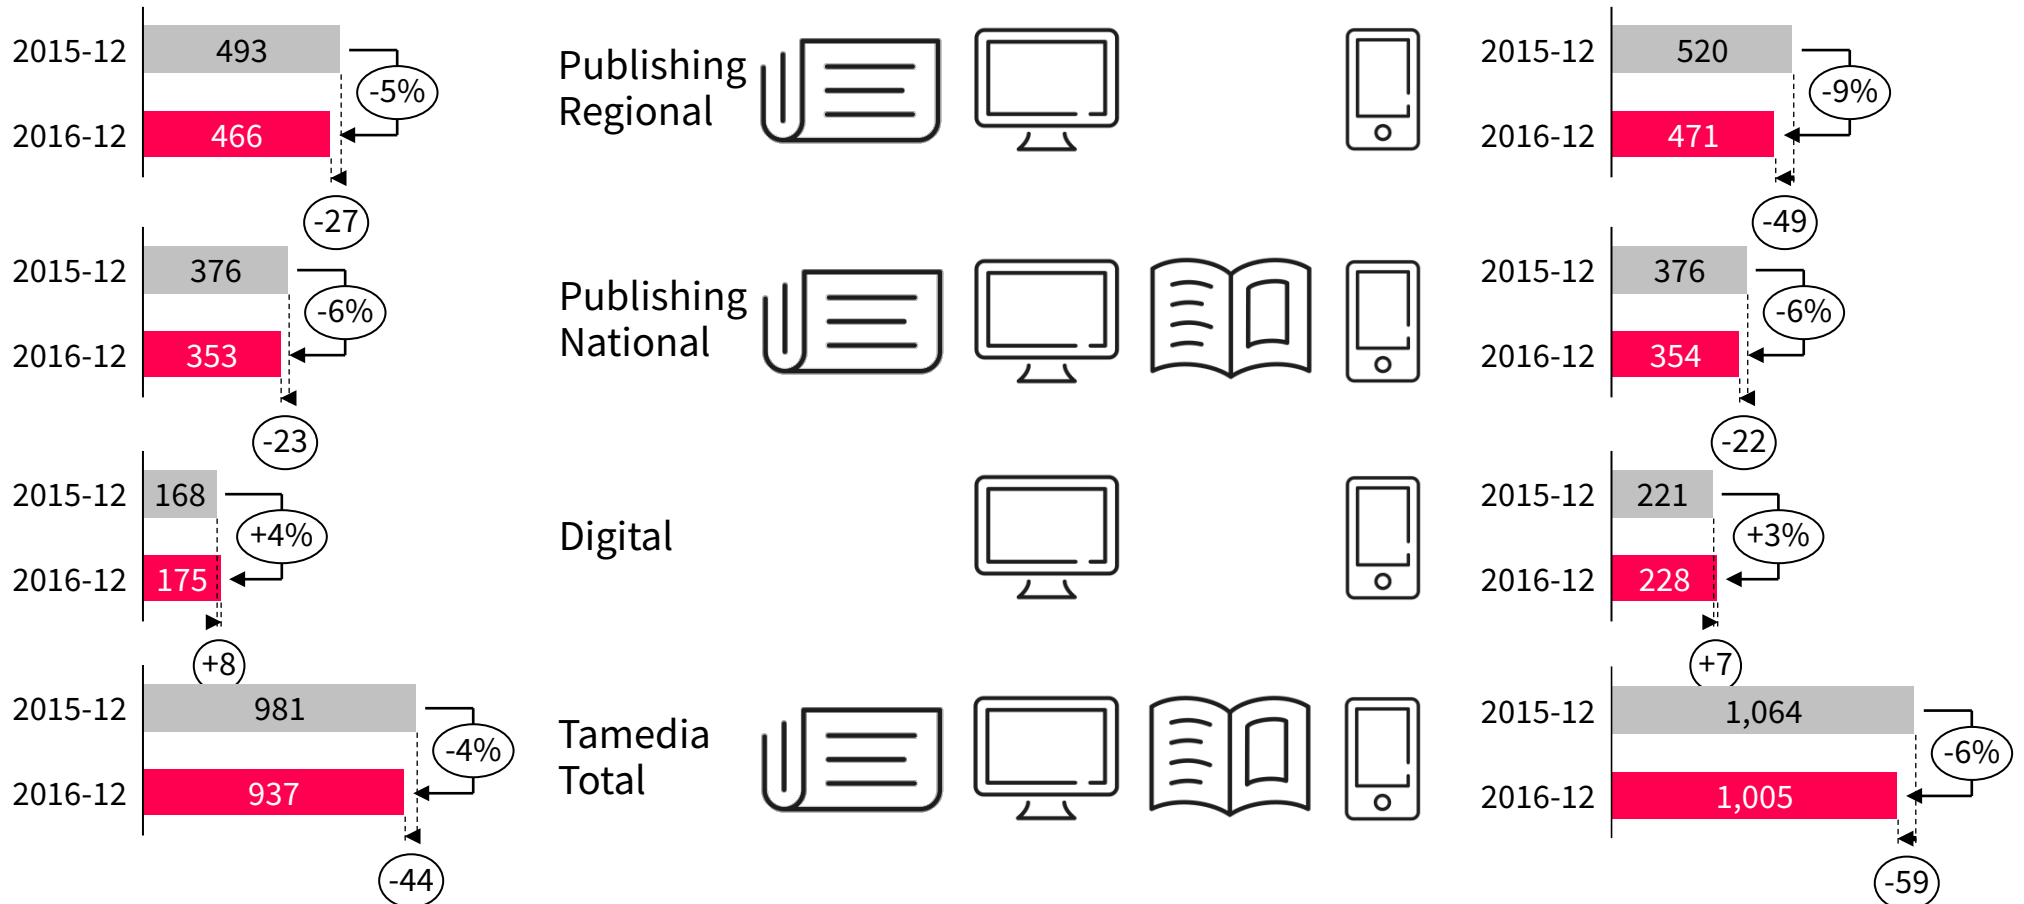 2015-12 493 -5%
2016-12 466
-27
Publishing
Regional
2015-12 520 -9%
2016-12 471
-49
2015-12 376 -6%
2016-12 353
-23
Publishing
National
2015-12 376 -6%
2016-12 354
-22
2015-12 168 +4%
2016-12 175
+8
Digital
2015-12 221 +3%
2016-12 228
+7
2015-12 981 -4%
2016-12 937
-44
Tamedia
Total
2015-12 1,064 -6%
2016-12 1,005
-59